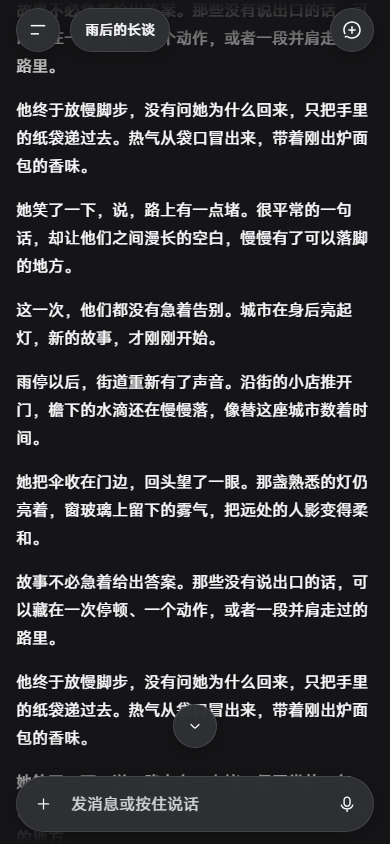 雨后的长谈
路里。
他终于放慢脚步，没有问她为什么回来，只把手里
的纸袋递过去。热气从袋口冒出来，带着刚出炉面
包的香味。
她笑了一下，说，路上有一点堵。很平常的一句
话，却让他们之间漫长的空白，慢慢有了可以落脚
的地方。
这一次，他们都没有急着告别。城市在身后亮起
灯，新的故事，才刚刚开始。
雨停以后，街道重新有了声音。沿街的小店推开
门，檐下的水滴还在慢慢落，像替这座城市数着时
间。
她把伞收在门边，回头望了一眼。那盏熟悉的灯仍
亮着，窗玻璃上留下的雾气，把远处的人影变得柔
和。
故事不必急着给出答案。那些没有说出口的话，可
以藏在一次停顿、一个动作，或者一段并肩走过的
路里。
他终于放慢脚步，没有问她为什么回来，只把手里
的纸袋递过去。热气从袋口冒出来，带着刚出炉面
包的香味。
发消息或按住说话